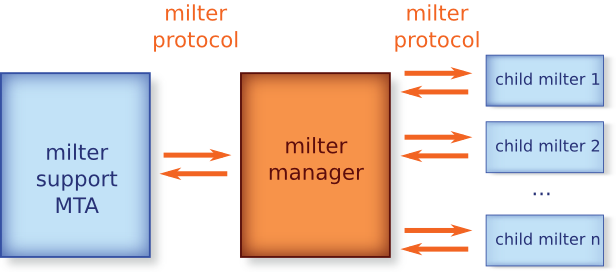 milter
protocol
milter
protocol
milter
support
MTA
milter
manager
child milter 1
child milter 2
...
child milter n